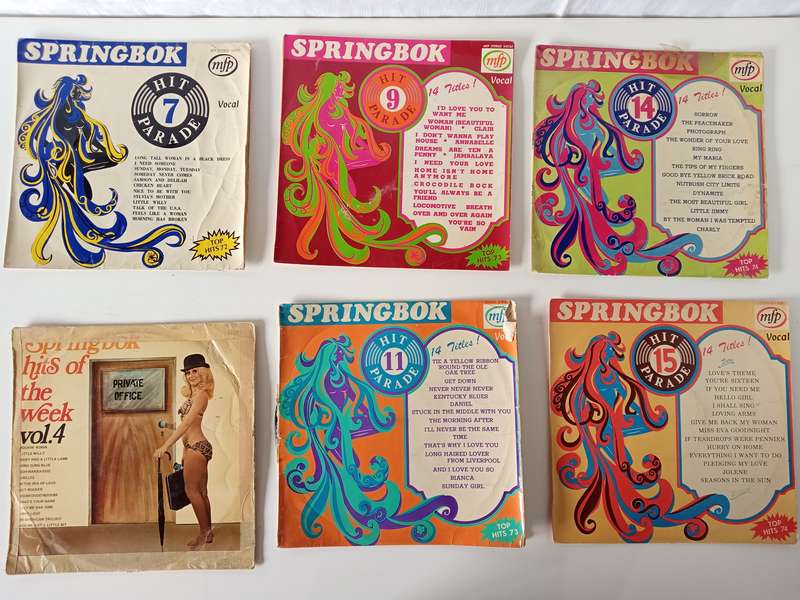 SPRINGBOK
mfp
HIT
7
PARADE
Vocal
LONG TALL WOMAN IN A BLACK DRESS
I NEED SOMEONE
SUNDAY, MONDAY, TUESDAY
SOMEDAY NEVER COMES
SAMSON AND DELILAH
CHICKEN HEART
NICE TO BE WITH YOU
SYLVIA'S MOTHER
LITTLE WILLY
TALK OF THE U.S.A.
FEELS LIKE A WOMAN
MORNING HAS BROKEN
TOP
HITS 72
SPRINGBOK
mfp
HIT
9
PARADE
14 Titles!
Vocal
I'D LOVE YOU TO
WANT ME
WOMAN (BEAUTIFUL
WOMAN) * CLAIR
I DON'T WANNA PLAY
HOUSE * ANNABELLE
DREAMS ARE TEN A
PENNY * JAMBALAYA
I NEED YOUR LOVE
HOME ISN'T HOME
ANYMORE
CROCODILE ROCK
YOU'LL ALWAYS BE A
FRIEND
LOCOMOTIVE BREATH
OVER AND OVER AGAIN
YOU'RE SO
VAIN
TOP
HITS 73
SPRINGBOK
mfp
HIT
14
PARADE
14 Titles!
Vocal
SORROW
THE PEACEMAKER
PHOTOGRAPH
THE WONDER OF YOUR LOVE
RING RING
MY MARIA
THE TIPS OF MY FINGERS
GOOD BYE YELLOW BRICK ROAD
NUTBUSH CITY LIMITS
DYNAMITE
THE MOST BEAUTIFUL GIRL
LITTLE JIMMY
BY THE WOMAN I WAS TEMPTED
CHARLY
TOP
HITS 74
Springbok
hits of
the
week
vol.4
PRIVATE
OFFICE
LITTLE WILLY
MARY HAD A LITTLE LAMB
SONG SUNG BLUE
CIRCLES
SPRINGBOK
mfp
HIT
11
PARADE
14 Titles!
Vocal
TIE A YELLOW RIBBON
ROUND THE OLE
OAK TREE
GET DOWN
NEVER NEVER NEVER
KENTUCKY BLUES
DANIEL
STUCK IN THE MIDDLE WITH YOU
THE MORNING AFTER
I'LL NEVER BE THE SAME
TIME
THAT'S WHY I LOVE YOU
LONG HAIRED LOVER
FROM LIVERPOOL
AND I LOVE YOU SO
BIANCA
SUNDAY GIRL
TOP
HITS 73
SPRINGBOK
mfp
HIT
15
PARADE
14 Titles!
Vocal
LOVE'S THEME
YOU'RE SIXTEEN
IF YOU NEED ME
HELLO GIRL
I SHALL SING
LOVING ARMS
GIVE ME BACK MY WOMAN
MISS EVA GOODNIGHT
IF TEARDROPS WERE PENNIES
HURRY ON HOME
EVERYTHING I WANT TO DO
PLEDGING MY LOVE
JOLENE
SEASONS IN THE SUN
TOP
HITS 74